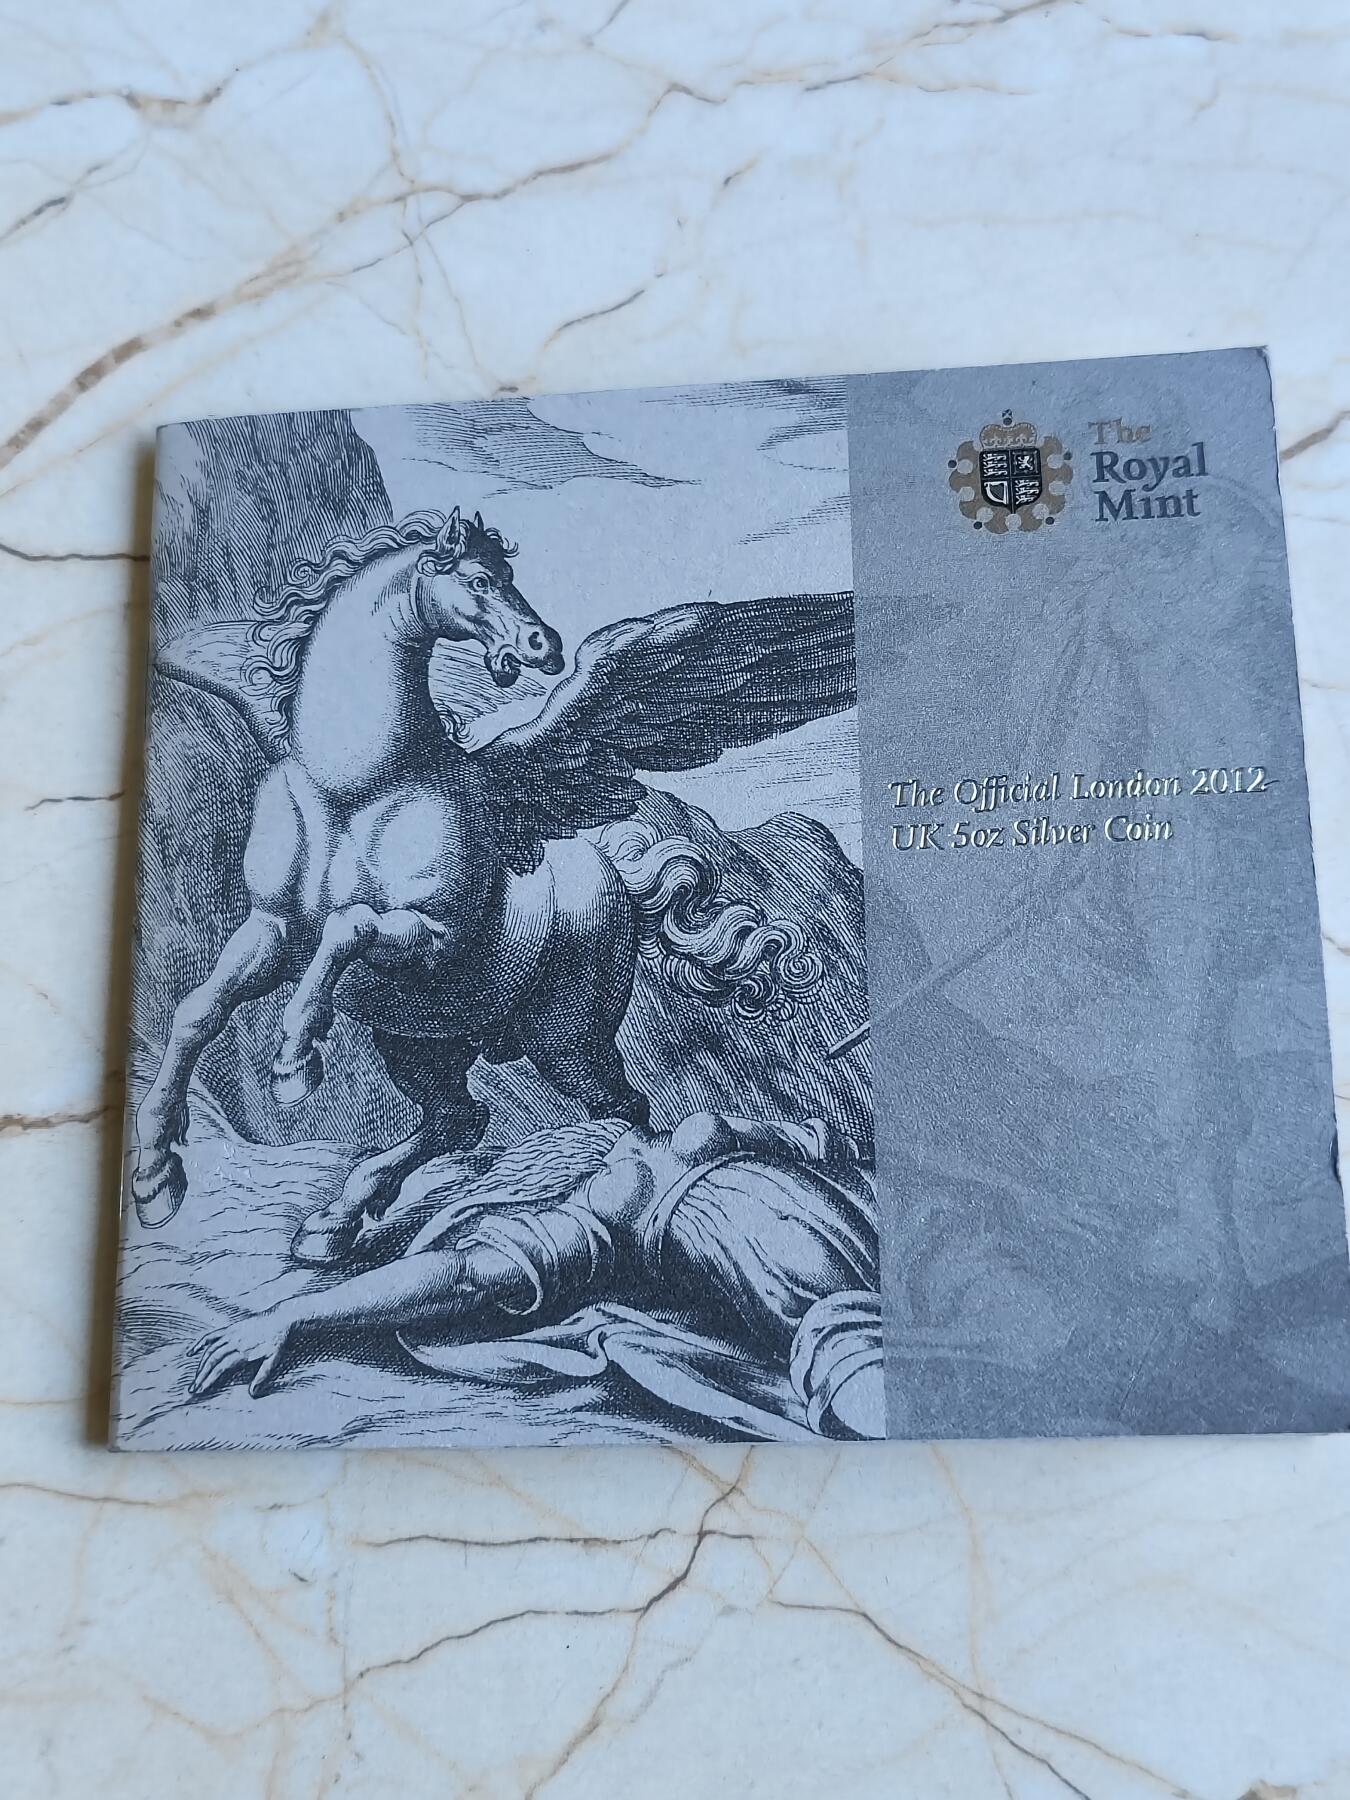 The
Royal
Mint
The Official London 2012
UK 5oz Silver Coin